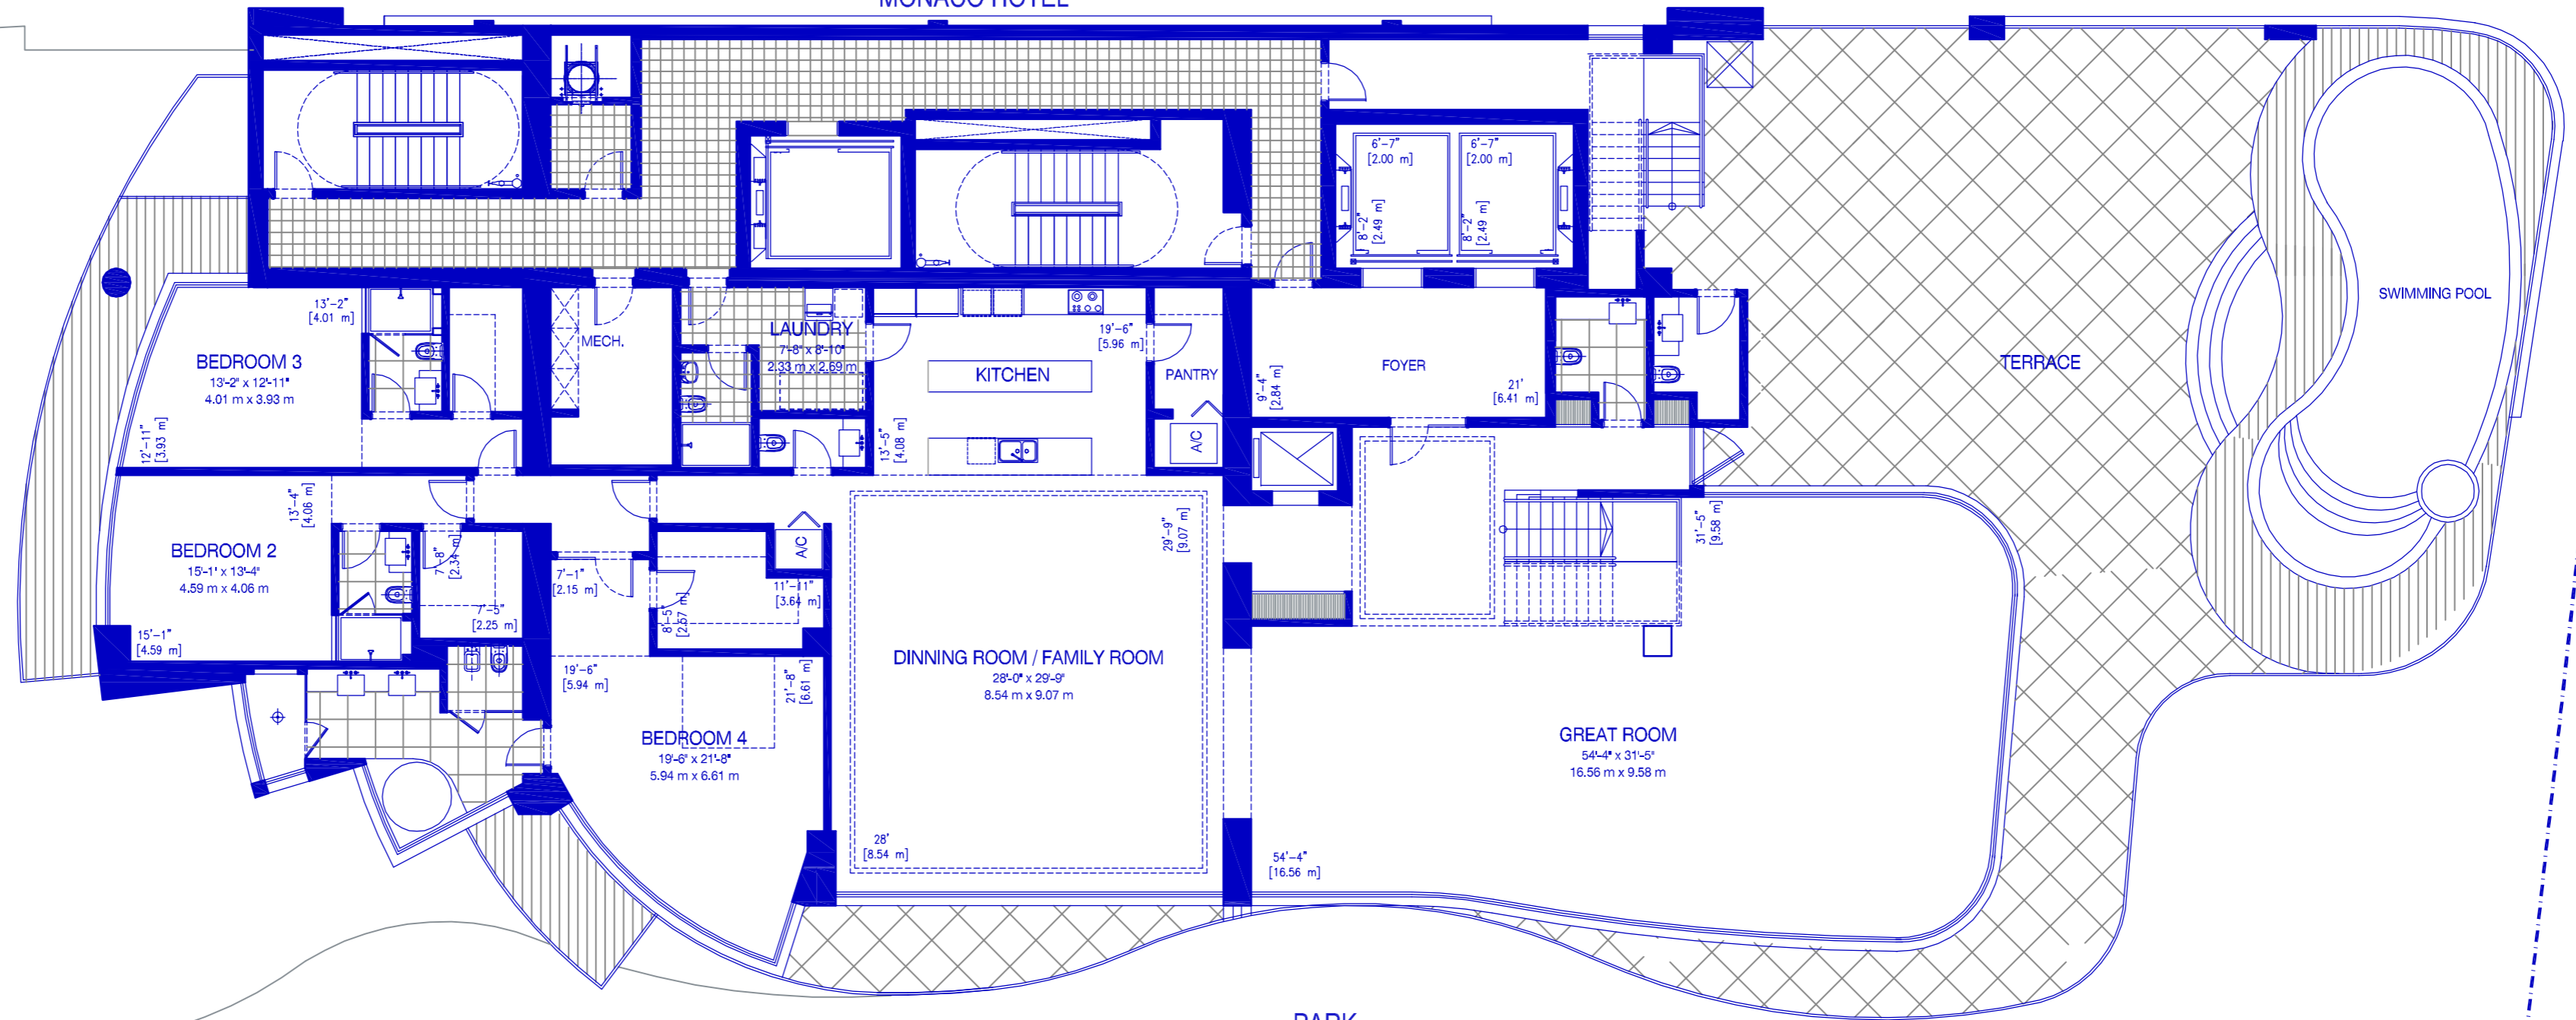 MONACO HOTEL
6'-7"
[2.00 m]
6'-7"
[2.00 m]
8'-2"
[2.49 m]
8'-2"
[2.49 m]
SWIMMING POOL
TERRACE
13'-2"
[4.01 m]
BEDROOM 3
13'-2" x 12'-11"
4.01 m x 3.93 m
12'-11"
[3.93 m]
MECH.
LAUNDRY
7'-8" x 8'-10"
2.33 m x 2.69 m
19'-6"
[5.96 m]
KITCHEN
PANTRY
13'-5"
[4.08 m]
A/C
FOYER
9'-4"
[2.84 m]
21'
[6.41 m]
13'-4"
[4.06 m]
BEDROOM 2
15'-1" x 13'-4"
4.59 m x 4.06 m
15'-1"
[4.59 m]
7'-8"
[2.34 m]
7'-5"
[2.25 m]
7'-1"
[2.15 m]
A/C
11'-11"
[3.64 m]
8'-5"
[2.57 m]
19'-6"
[5.94 m]
21'-8"
[6.61 m]
BEDROOM 4
19'-6" x 21'-8"
5.94 m x 6.61 m
29'-9"
[9.07 m]
DINNING ROOM / FAMILY ROOM
28'-0" x 29'-9"
8.54 m x 9.07 m
28'
[8.54 m]
31'-5"
[9.58 m]
GREAT ROOM
54'-4" x 31'-5"
16.56 m x 9.58 m
54'-4"
[16.56 m]
PARK